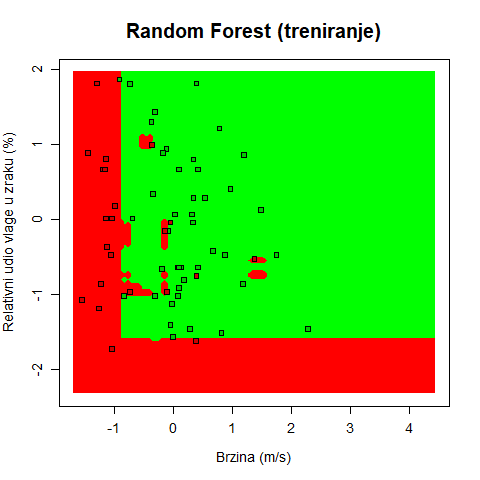 Random Forest (treniranje)
Relativni udio vlage u zraku (%)
2
1
0
-1
-2
-1 0 1 2 3 4
Brzina (m/s)